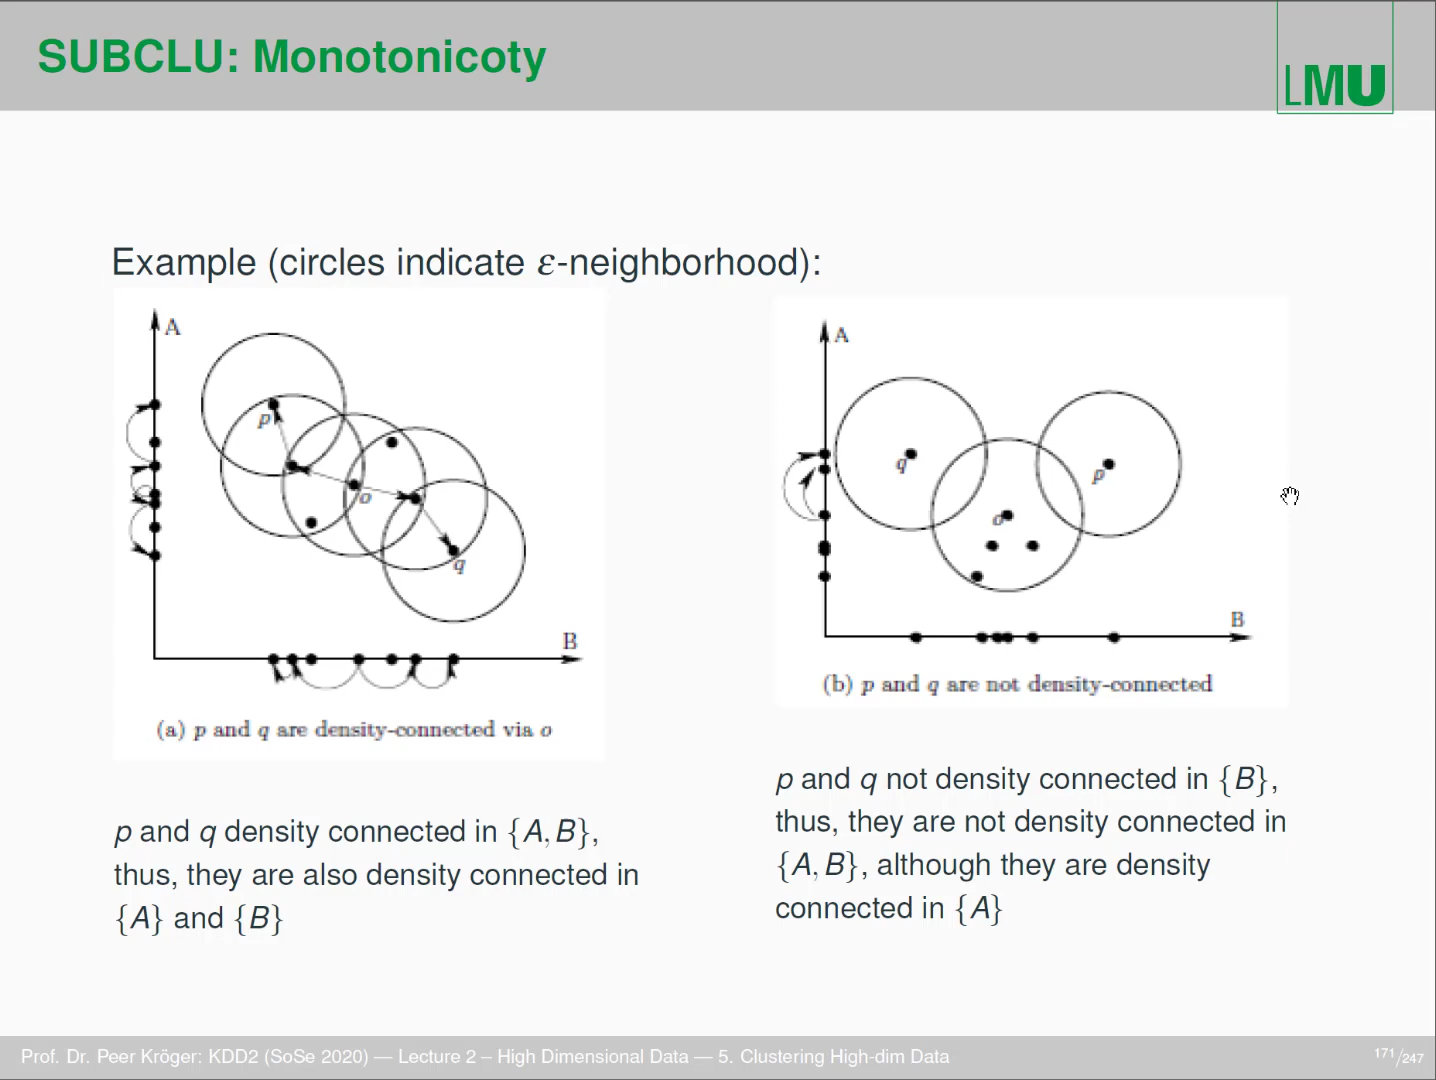 SUBCLU: Monotonicoty
LMU
Example (circles indicate ε-neighborhood):
A
p
o
q
B
(a) p and q are density-connected via o
A
q
p
o
B
(b) p and q are not density-connected
p and q density connected in {A, B},
thus, they are also density connected in
{A} and {B}
p and q not density connected in {B},
thus, they are not density connected in
{A, B}, although they are density
connected in {A}
Prof. Dr. Peer Kröger: KDD2 (SoSe 2020) — Lecture 2 – High Dimensional Data — 5. Clustering High-dim Data
171/247